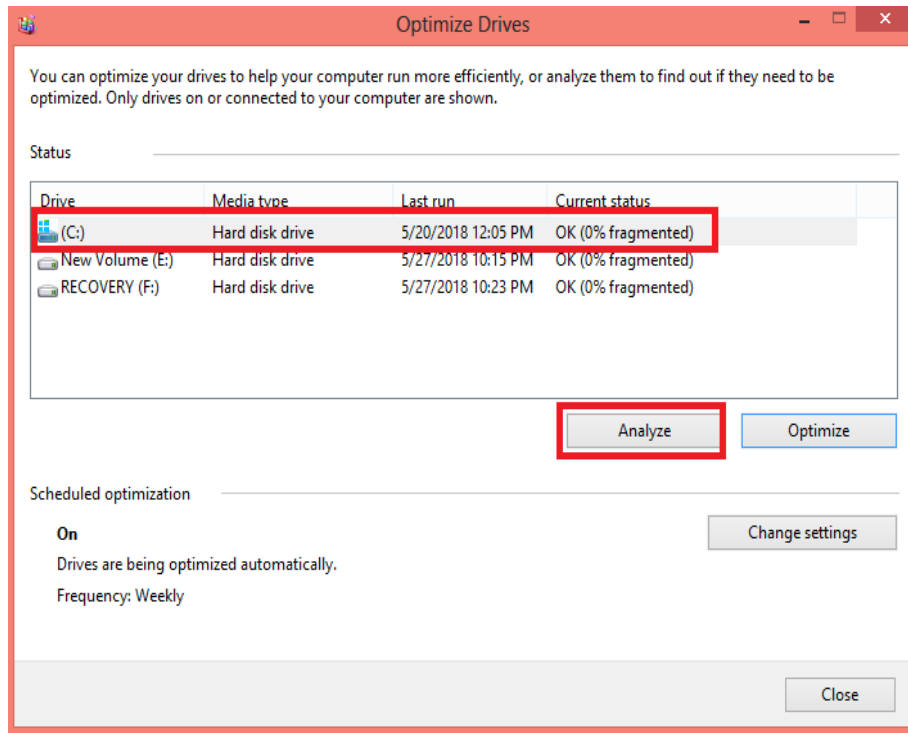 Optimize Drives
You can optimize your drives to help your computer run more efficiently, or analyze them to find out if they need to be
optimized. Only drives on or connected to your computer are shown.
Status
Drive Media type Last run Current status
(C:) Hard disk drive 5/20/2018 12:05 PM OK (0% fragmented)
New Volume (E:) Hard disk drive 5/27/2018 10:15 PM OK (0% fragmented)
RECOVERY (F:) Hard disk drive 5/27/2018 10:23 PM OK (0% fragmented)
Analyze Optimize
Scheduled optimization
On Change settings
Drives are being optimized automatically.
Frequency: Weekly
Close